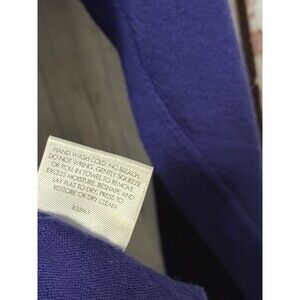 HAND WASH COLD. NO BLEACH.
DO NOT WRING. GENTLY SQUEEZE
OR ROLL IN TOWEL TO REMOVE
EXCESS MOISTURE. RESHAPE AND
LAY FLAT TO DRY. PRESS TO
RESTORE OR DRY CLEAN